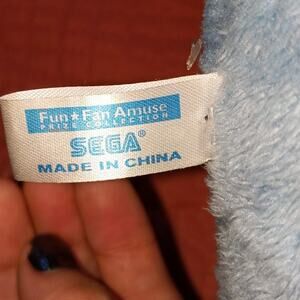 Fun★Fan Amuse
PRIZE COLLECTION
SEGA®
MADE IN CHINA